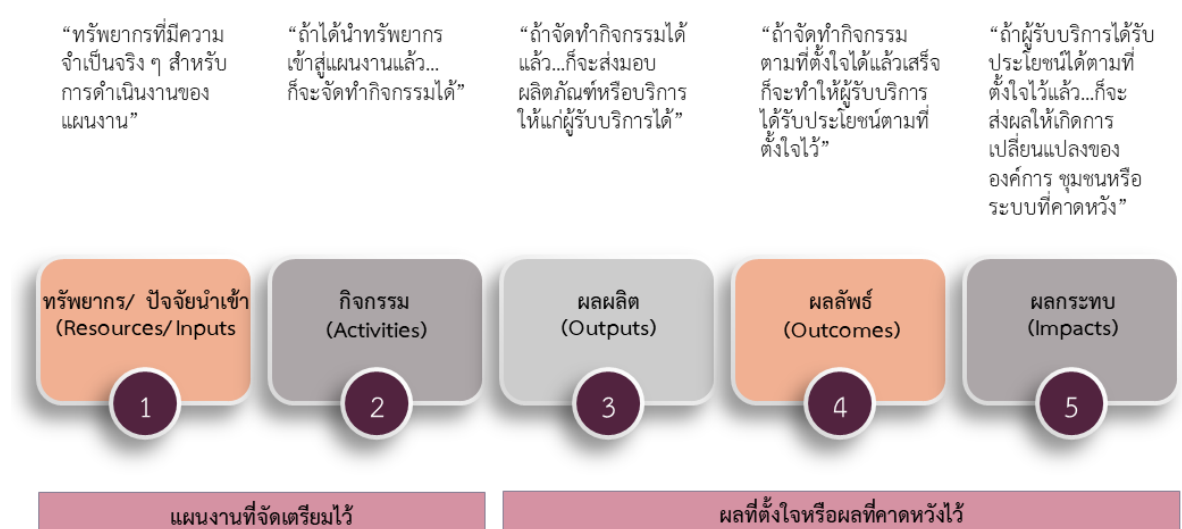 “ทรัพยากรที่มีความ
จำเป็นจริง ๆ สำหรับ
การดำเนินงานของ
แผนงาน”
“ถ้าได้นำทรัพยากร
เข้าสู่แผนงานแล้ว...
ก็จะจัดทำกิจกรรมได้”
“ถ้าจัดทำกิจกรรมได้
แล้ว...ก็จะส่งมอบ
ผลิตภัณฑ์หรือบริการ
ให้แก่ผู้รับบริการได้”
“ถ้าจัดทำกิจกรรม
ตามที่ตั้งใจได้แล้วเสร็จ
ก็จะทำให้ผู้รับบริการ
ได้รับประโยชน์ตามที่
ตั้งใจไว้”
“ถ้าผู้รับบริการได้รับ
ประโยชน์ได้ตามที่
ตั้งใจไว้แล้ว...ก็จะ
ส่งผลให้เกิดการ
เปลี่ยนแปลงของ
องค์การ ชุมชนหรือ
ระบบที่คาดหวัง”
ทรัพยากร/ ปัจจัยนำเข้า
(Resources/ Inputs
1
กิจกรรม
(Activities)
2
ผลผลิต
(Outputs)
3
ผลลัพธ์
(Outcomes)
4
ผลกระทบ
(Impacts)
5
แผนงานที่จัดเตรียมไว้
ผลที่ตั้งใจหรือผลที่คาดหวังไว้